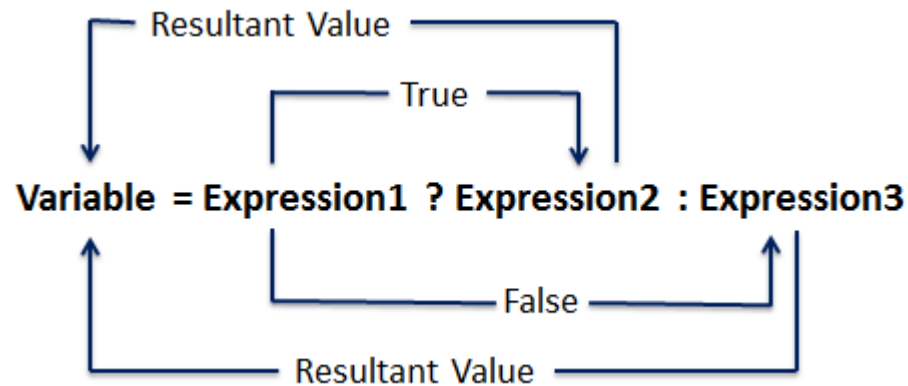 Resultant Value
True
Variable = Expression1 ? Expression2 : Expression3
False
Resultant Value